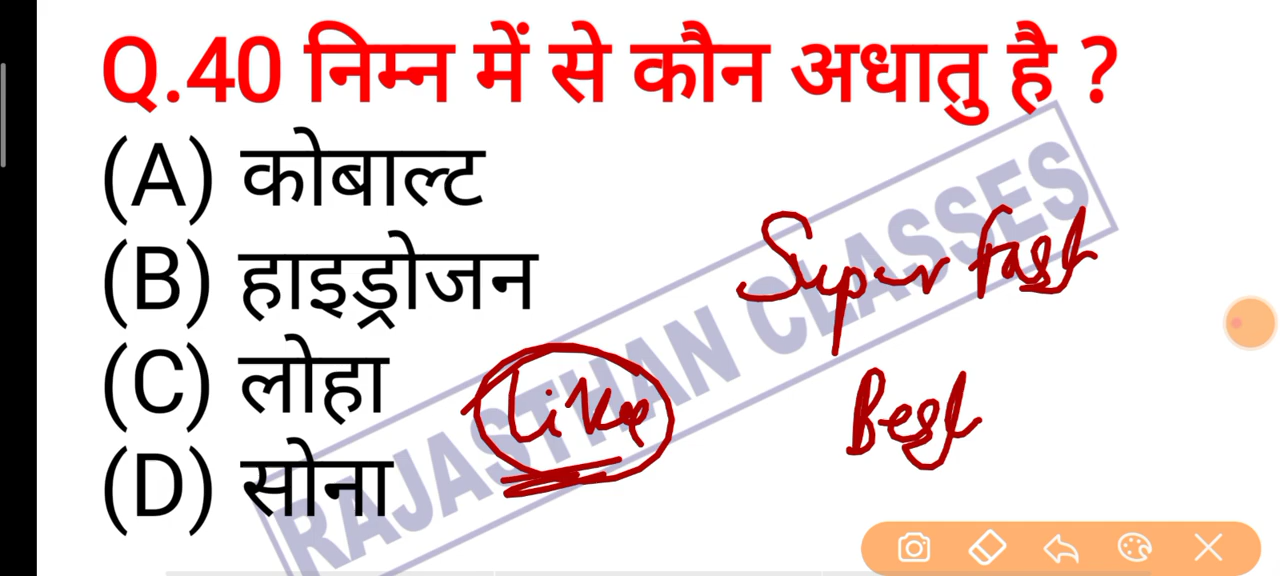 Q.40 निम्न में से कौन अधातु है ?
(A) कोबाल्ट
(B) हाइड्रोजन
(C) लोहा
(D) सोना
Super fast
Like
Best
RAJASTHAN CLASSES